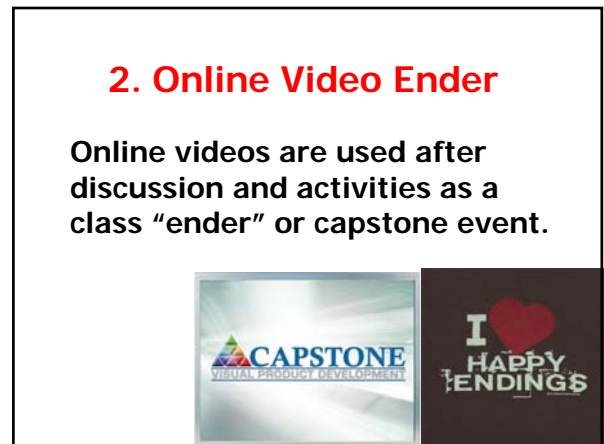 2. Online Video Ender
Online videos are used after
discussion and activities as a
class “ender” or capstone event.
CAPSTONE
VISUAL PRODUCT DEVELOPMENT
I
HAPPY
ENDINGS